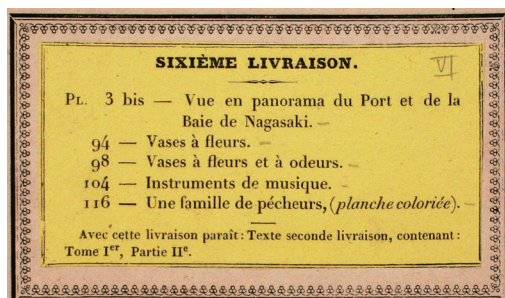 SIXIÈME LIVRAISON.
VI
PL. 3 bis — Vue en panorama du Port et de la
Baie de Nagasaki.
94 — Vases à fleurs.
98 — Vases à fleurs et à odeurs.
104 — Instruments de musique.
116 — Une famille de pécheurs, (planche coloriée).
Avec cette livraison paraît : Texte seconde livraison, contenant :
Tome Ier, Partie IIe.